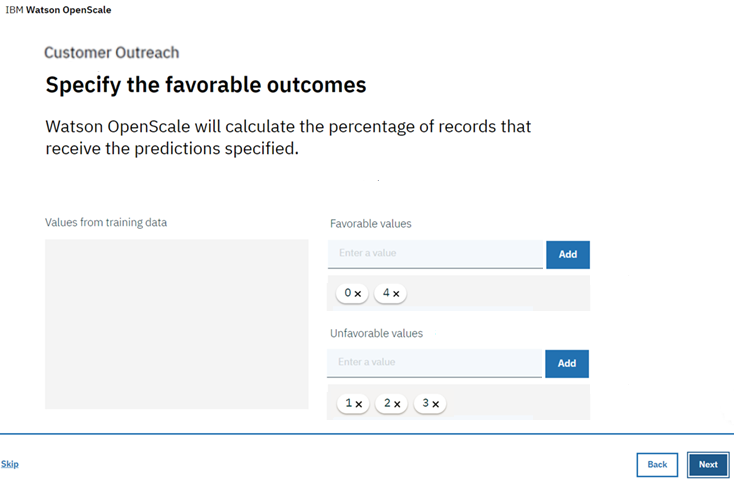 IBM Watson OpenScale
Customer Outreach
Specify the favorable outcomes
Watson OpenScale will calculate the percentage of records that
receive the predictions specified.
Values from training data
Favorable values
Enter a value
Add
0 ×
4 ×
Unfavorable values
Enter a value
Add
1 ×
2 ×
3 ×
Skip
Back
Next